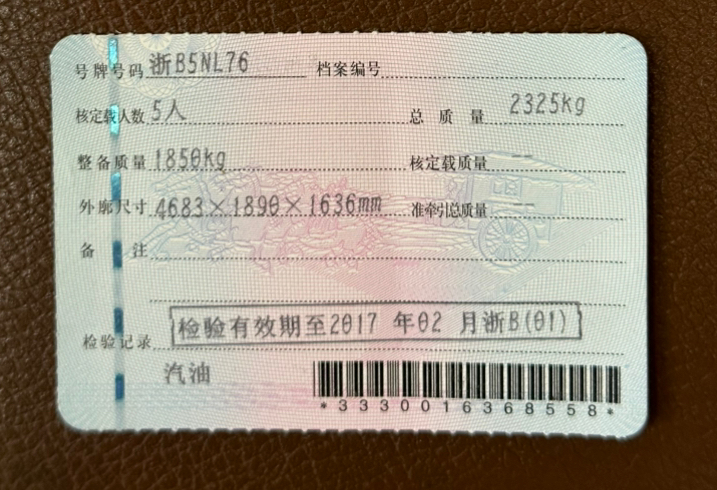 号牌号码 浙B5NL76 档案编号
核定载人数 5人 总质量 2325kg
整备质量 1850kg 核定载质量 --
外廓尺寸 4683×1890×1636mm 准牵引总质量 --
备注
检验记录 检验有效期至2017 年02 月浙B(01)
汽油
*3330016368558*